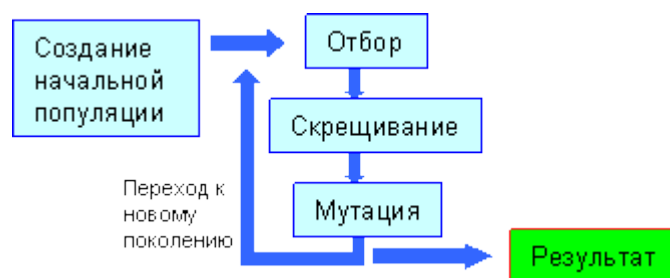 Создание
начальной
популяции
Отбор
Скрещивание
Мутация
Переход к
новому
поколению
Результат